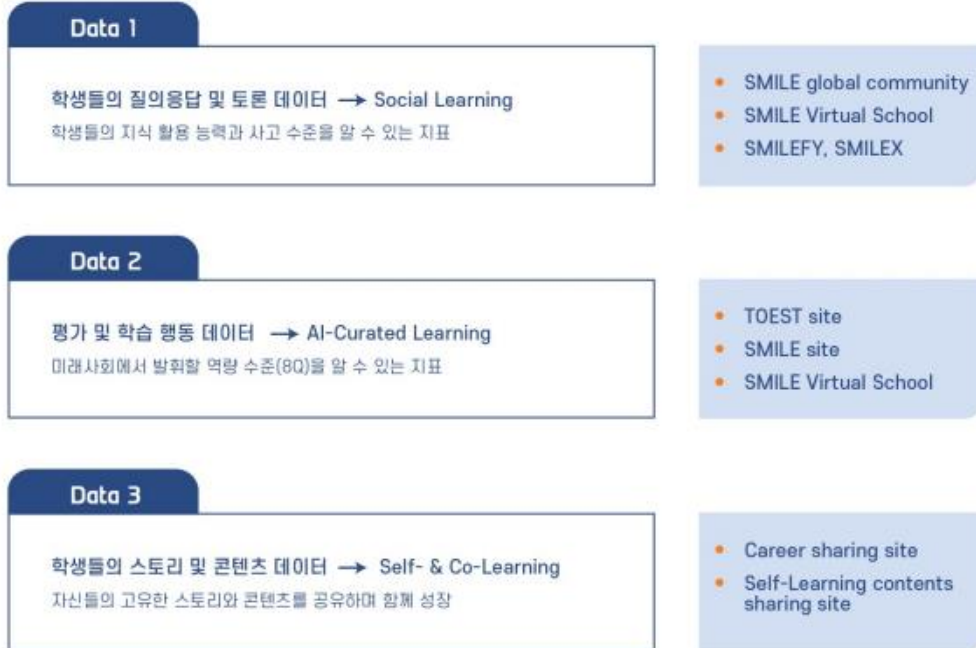 Data 1
학생들의 질의응답 및 토론 데이터 → Social Learning
학생들의 지식 활용 능력과 사고 수준을 알 수 있는 지표
• SMILE global community
• SMILE Virtual School
• SMILEFY, SMILEX
Data 2
평가 및 학습 행동 데이터 → AI-Curated Learning
미래사회에서 발휘할 역량 수준(8Q)을 알 수 있는 지표
• TOEST site
• SMILE site
• SMILE Virtual School
Data 3
학생들의 스토리 및 콘텐츠 데이터 → Self- & Co-Learning
자신들의 고유한 스토리와 콘텐츠를 공유하며 함께 성장
• Career sharing site
• Self-Learning contents
sharing site